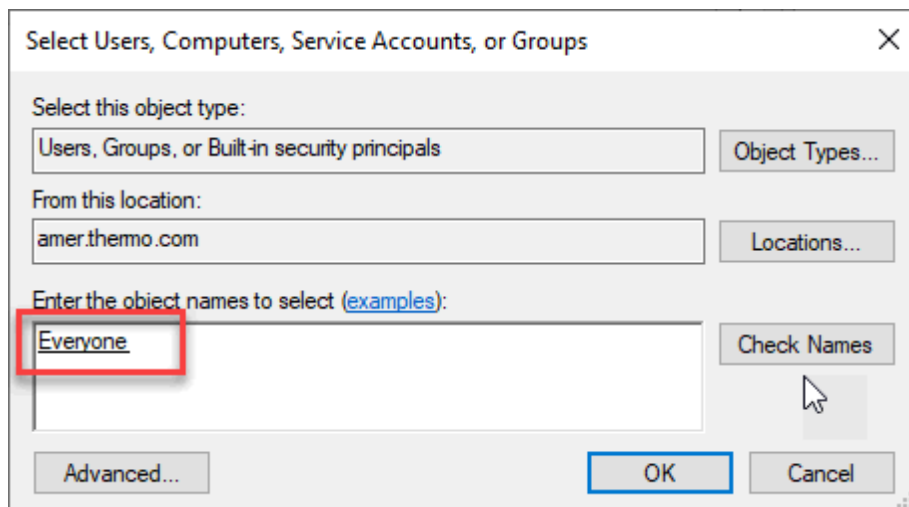 Select Users, Computers, Service Accounts, or Groups
Select this object type:
Users, Groups, or Built-in security principals
Object Types...
From this location:
amer.thermo.com
Locations...
Enter the object names to select (examples):
Everyone
Check Names
Advanced...
OK
Cancel